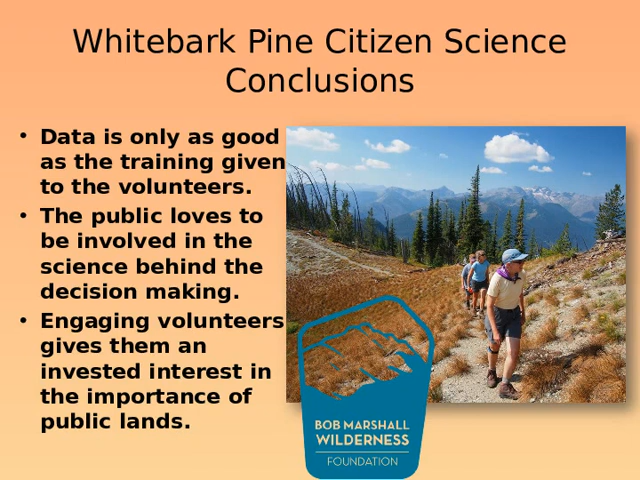 Whitebark Pine Citizen Science
Conclusions
• Data is only as good
as the training given
to the volunteers.
• The public loves to
be involved in the
science behind the
decision making.
• Engaging volunteers
gives them an
invested interest in
the importance of
public lands.
BOB MARSHALL
WILDERNESS
FOUNDATION